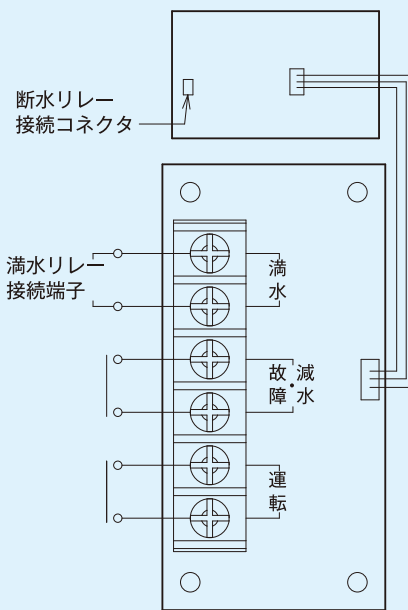 断水リレー
接続コネクタ
満水リレー
接続端子
満水
故障・減水
運転